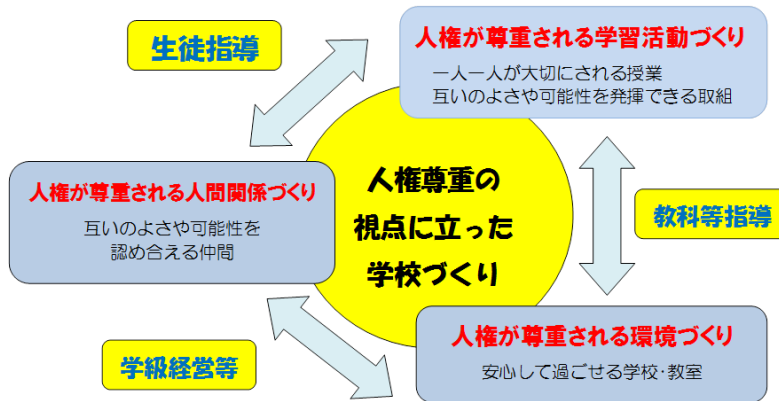 生徒指導
人権が尊重される学習活動づくり
一人一人が大切にされる授業
互いのよさや可能性を発揮できる取組
人権が尊重される人間関係づくり
互いのよさや可能性を
認め合える仲間
人権尊重の
視点に立った
学校づくり
教科等指導
人権が尊重される環境づくり
安心して過ごせる学校・教室
学級経営等